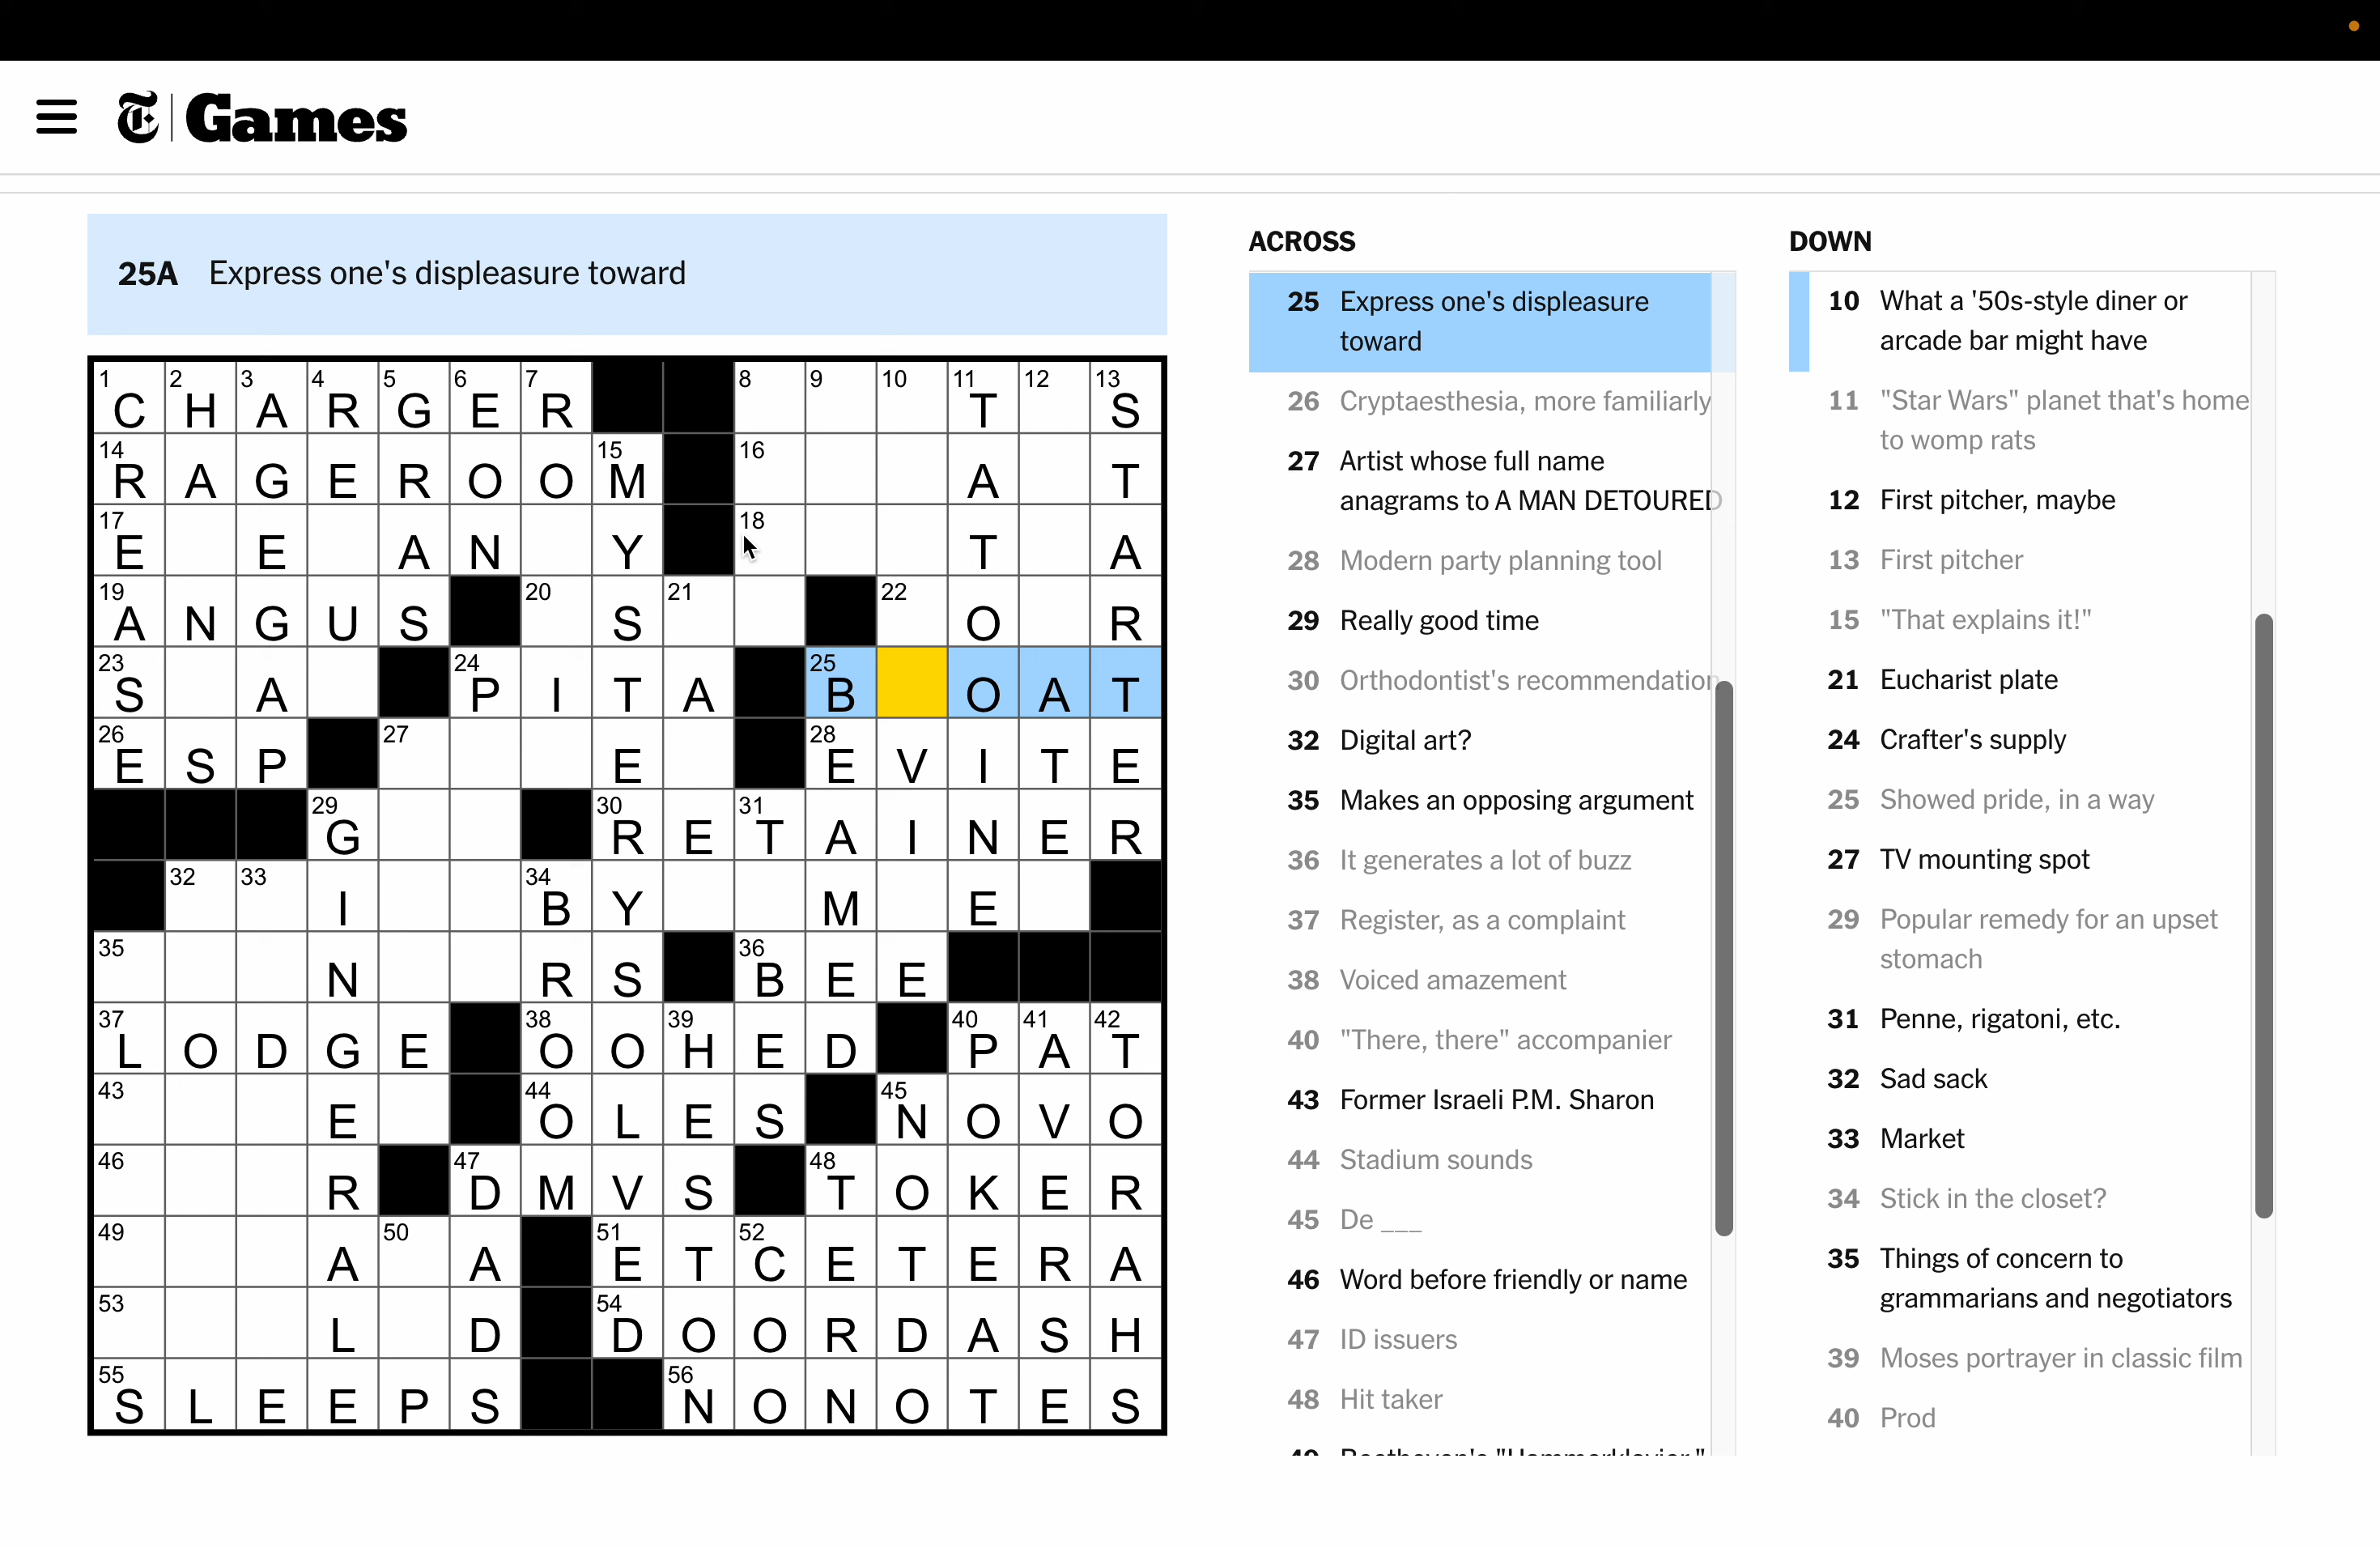 Games
25A Express one's displeasure toward
1 2 3 4 5 6 7 8 9 10 11 12 13
C H A R G E R T S
14 15 16
R A G E R O O M A T
17 18
E E A N Y T A
19 20 21 22
A N G U S S O R
23 24 25
S A P I T A B O A T
26 27 28
E S P E E V I T E
29 30 31
G R E T A I N E R
32 33 34
I B Y M E
35 36
N R S B E E
37 38 39 40 41 42
L O D G E O O H E D P A T
43 44 45
E O L E S N O V O
46 47 48
R D M V S T O K E R
49 50 51 52
A A E T C E T E R A
53 54
L D D O O R D A S H
55 56
S L E E P S N O N O T E S
ACROSS
25 Express one's displeasure
toward
26 Cryptaesthesia, more familiarly
27 Artist whose full name
anagrams to A MAN DETOURED
28 Modern party planning tool
29 Really good time
30 Orthodontist's recommendation
32 Digital art?
35 Makes an opposing argument
36 It generates a lot of buzz
37 Register, as a complaint
38 Voiced amazement
40 "There, there" accompanier
43 Former Israeli P.M. Sharon
44 Stadium sounds
45 De ___
46 Word before friendly or name
47 ID issuers
48 Hit taker
49 Beethoven's "Hammerklavier,"
DOWN
10 What a '50s-style diner or
arcade bar might have
11 "Star Wars" planet that's home
to womp rats
12 First pitcher, maybe
13 First pitcher
15 "That explains it!"
21 Eucharist plate
24 Crafter's supply
25 Showed pride, in a way
27 TV mounting spot
29 Popular remedy for an upset
stomach
31 Penne, rigatoni, etc.
32 Sad sack
33 Market
34 Stick in the closet?
35 Things of concern to
grammarians and negotiators
39 Moses portrayer in classic film
40 Prod